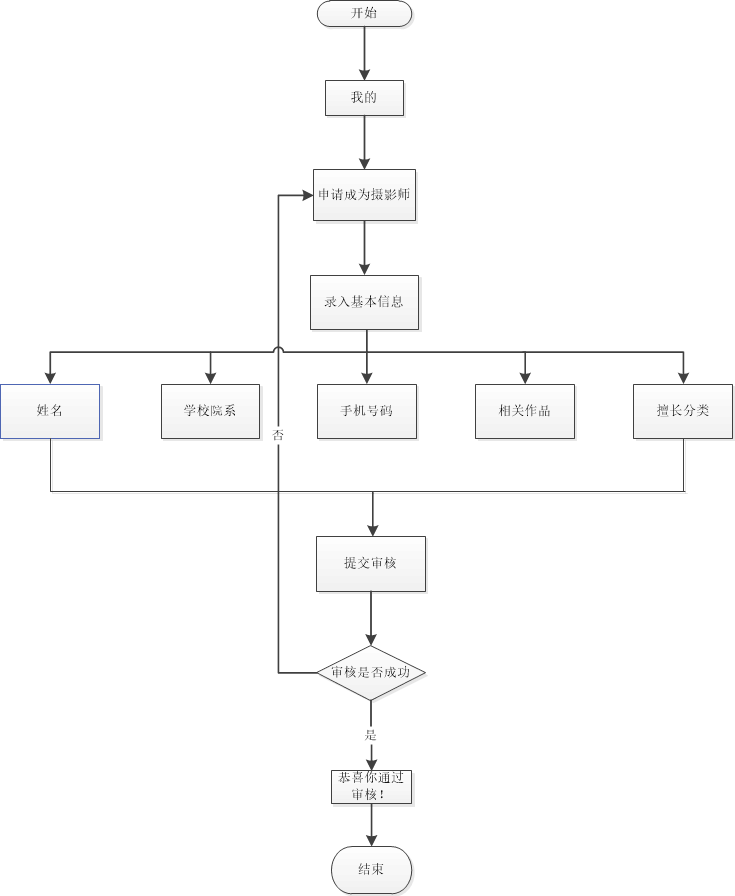 开始
我的
申请成为摄影师
录入基本信息
姓名
学校院系
手机号码
相关作品
擅长分类
否
提交审核
审核是否成功
是
恭喜你通过
审核！
结束